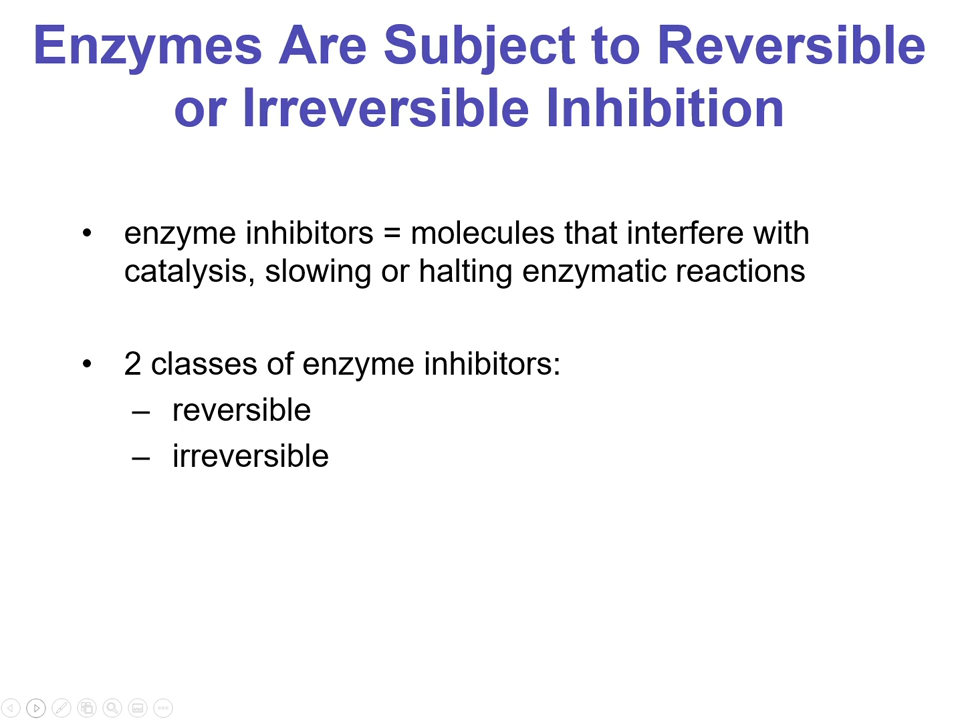 Enzymes Are Subject to Reversible
or Irreversible Inhibition
• enzyme inhibitors = molecules that interfere with
catalysis, slowing or halting enzymatic reactions
• 2 classes of enzyme inhibitors:
– reversible
– irreversible